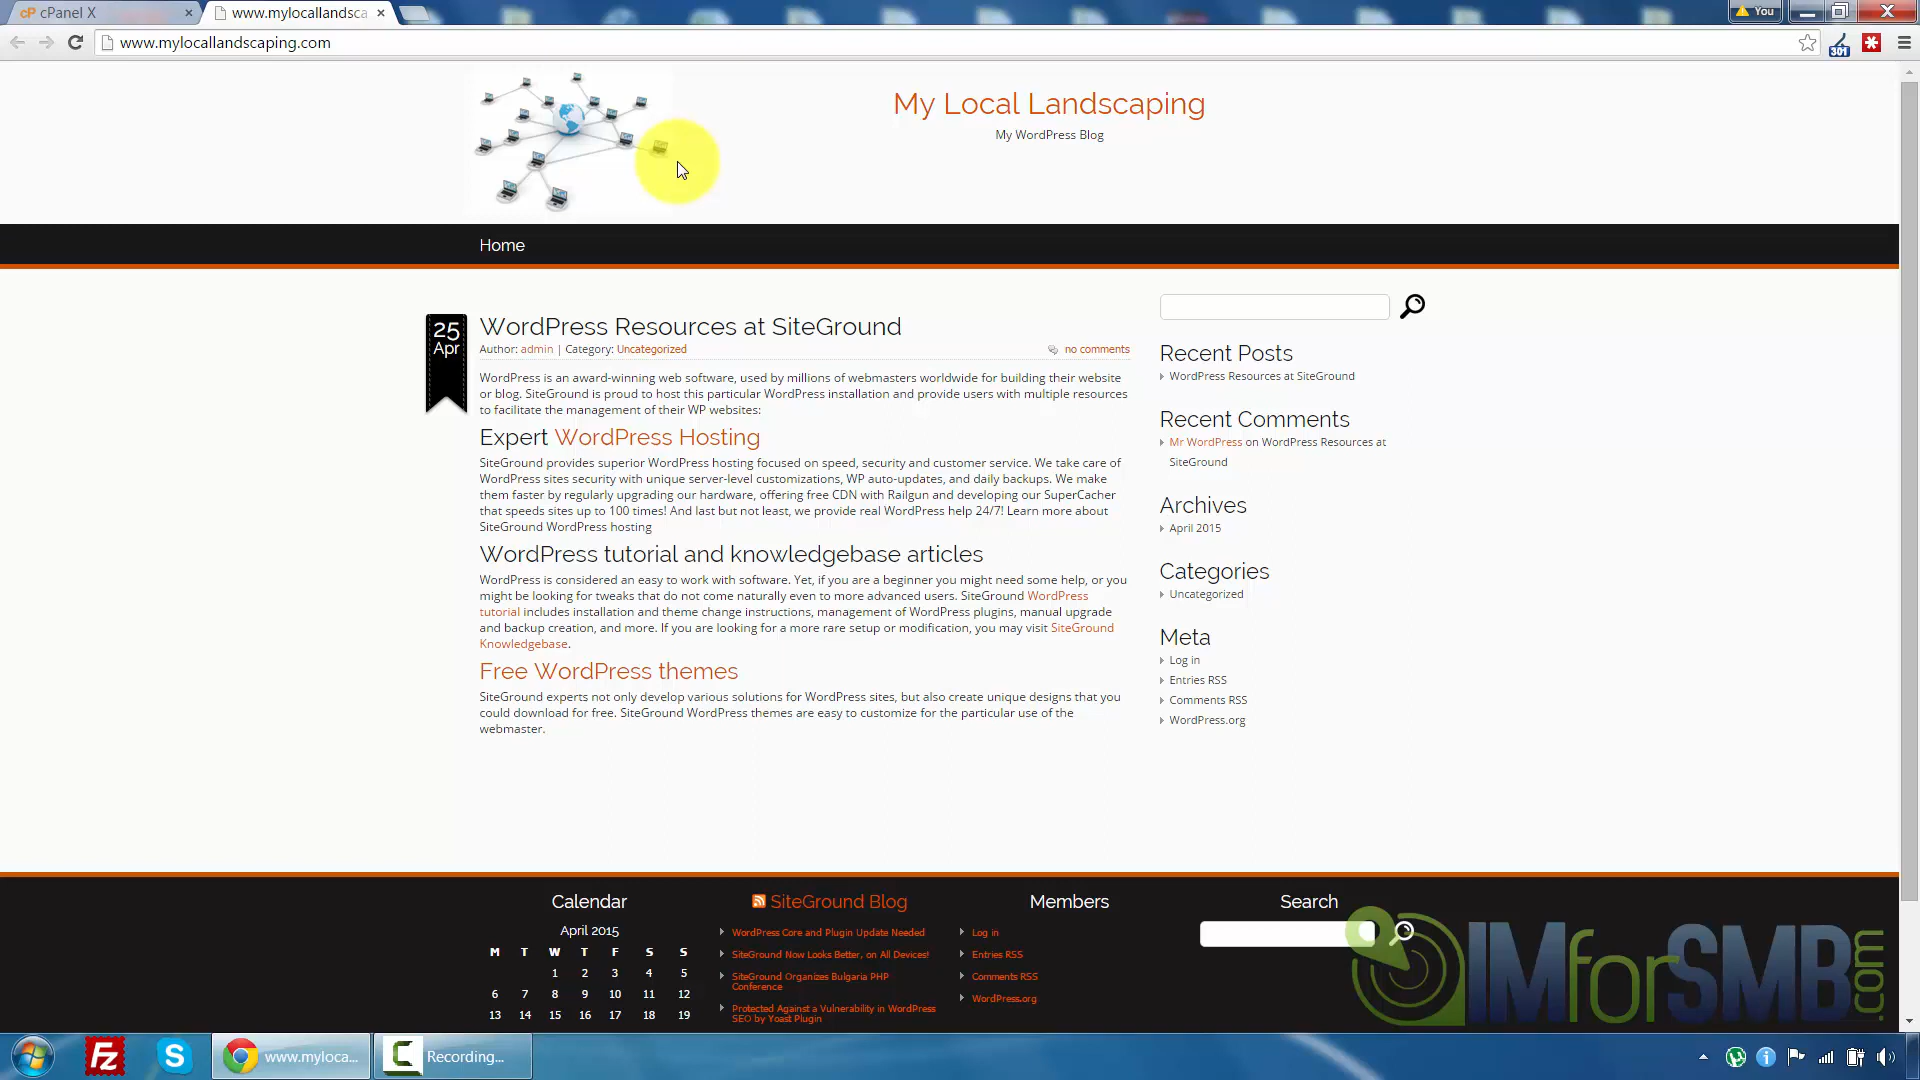 cPanel X
www.mylocallandsca
You
www.mylocallandscaping.com
301
My Local Landscaping
My WordPress Blog
Home
25
Apr
WordPress Resources at SiteGround
Author: admin | Category: Uncategorized
no comments
WordPress is an award-winning web software, used by millions of webmasters worldwide for building their website
or blog. SiteGround is proud to host this particular WordPress installation and provide users with multiple resources
to facilitate the management of their WP websites:
Expert WordPress Hosting
SiteGround provides superior WordPress hosting focused on speed, security and customer service. We take care of
WordPress sites security with unique server-level customizations, WP auto-updates, and daily backups. We make
them faster by regularly upgrading our hardware, offering free CDN with Railgun and developing our SuperCacher
that speeds sites up to 100 times! And last but not least, we provide real WordPress help 24/7! Learn more about
SiteGround WordPress hosting
WordPress tutorial and knowledgebase articles
WordPress is considered an easy to work with software. Yet, if you are a beginner you might need some help, or you
might be looking for tweaks that do not come naturally even to more advanced users. SiteGround WordPress
tutorial includes installation and theme change instructions, management of WordPress plugins, manual upgrade
and backup creation, and more. If you are looking for a more rare setup or modification, you may visit SiteGround
Knowledgebase.
Free WordPress themes
SiteGround experts not only develop various solutions for WordPress sites, but also create unique designs that you
could download for free. SiteGround WordPress themes are easy to customize for the particular use of the
webmaster.
Recent Posts
WordPress Resources at SiteGround
Recent Comments
Mr WordPress on WordPress Resources at
SiteGround
Archives
April 2015
Categories
Uncategorized
Meta
Log in
Entries RSS
Comments RSS
WordPress.org
Calendar
April 2015
M T W T F S S
1 2 3 4 5
6 7 8 9 10 11 12
13 14 15 16 17 18 19
SiteGround Blog
WordPress Core and Plugin Update Needed
SiteGround Now Looks Better, on All Devices!
SiteGround Organizes Bulgaria PHP
Conference
Protected Against a Vulnerability in WordPress
SEO by Yoast Plugin
Members
Log in
Entries RSS
Comments RSS
WordPress.org
Search
IMforSMB.com
www.myloca...
Recording...